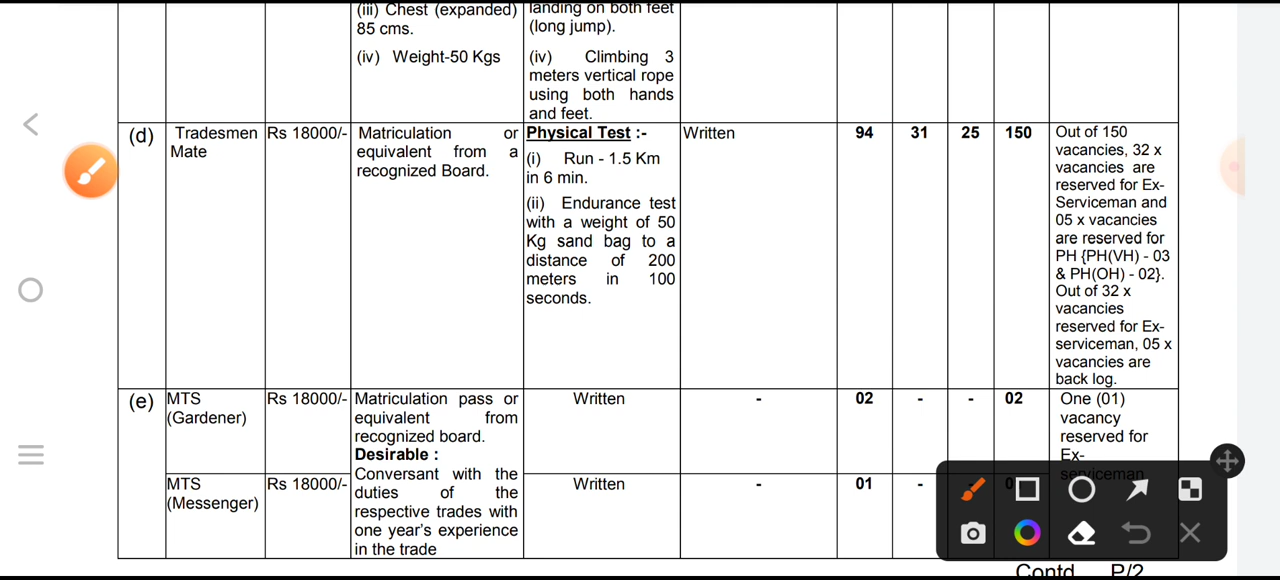 (iii) Chest (expanded)
85 cms.
(iv) Weight-50 Kgs
landing on both feet
(long jump).
(iv) Climbing 3
meters vertical rope
using both hands
and feet.
(d)
Tradesmen
Mate
Rs 18000/-
Matriculation or
equivalent from a
recognized Board.
Physical Test :-
(i) Run - 1.5 Km
in 6 min.
(ii) Endurance test
with a weight of 50
Kg sand bag to a
distance of 200
meters in 100
seconds.
Written
94
31
25
150
Out of 150
vacancies, 32 x
vacancies are
reserved for Ex-
Serviceman and
05 x vacancies
are reserved for
PH {PH(VH) - 03
& PH(OH) - 02}.
Out of 32 x
vacancies
reserved for Ex-
serviceman, 05 x
vacancies are
back log.
(e)
MTS
(Gardener)
Rs 18000/-
Matriculation pass or
equivalent from
recognized board.
Desirable :
Conversant with the
duties of the
respective trades with
one year's experience
in the trade
Written
-
02
-
-
02
One (01)
vacancy
reserved for
Ex-
serviceman
MTS
(Messenger)
Rs 18000/-
Written
-
01
-
Contd P/2